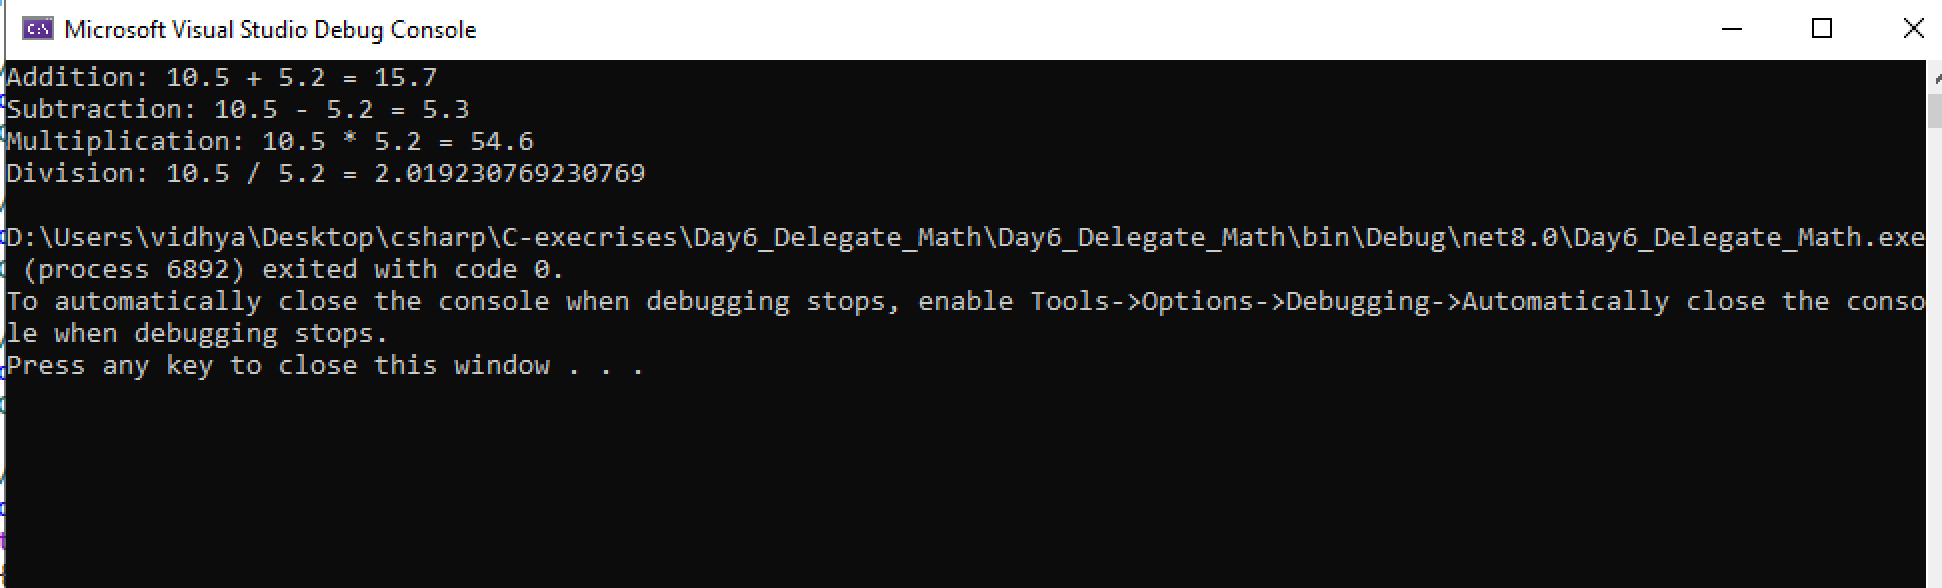 Microsoft Visual Studio Debug Console
Addition: 10.5 + 5.2 = 15.7
Subtraction: 10.5 - 5.2 = 5.3
Multiplication: 10.5 * 5.2 = 54.6
Division: 10.5 / 5.2 = 2.019230769230769
D:\Users\vidhya\Desktop\csharp\C-execrises\Day6_Delegate_Math\Day6_Delegate_Math\bin\Debug\net8.0\Day6_Delegate_Math.exe
(process 6892) exited with code 0.
To automatically close the console when debugging stops, enable Tools->Options->Debugging->Automatically close the conso
le when debugging stops.
Press any key to close this window . . .